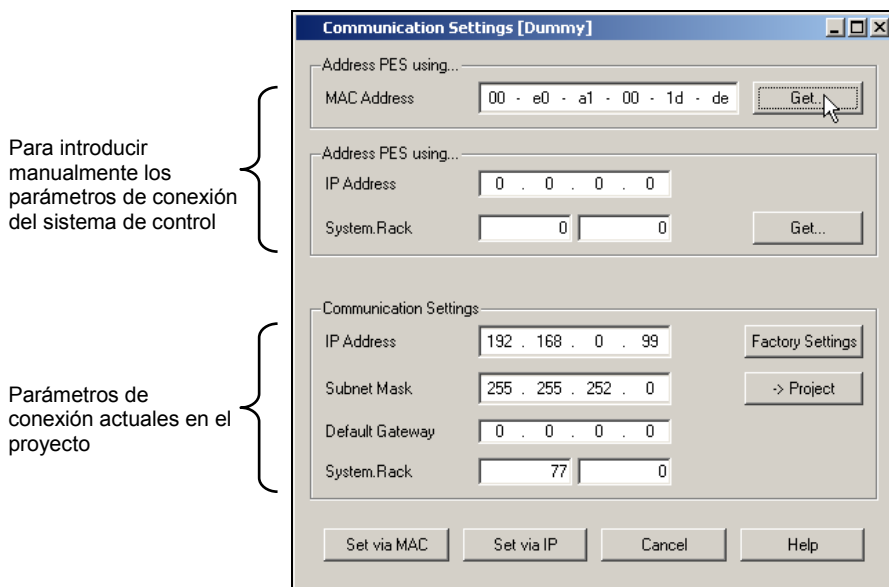 Communication Settings [Dummy]
Address PES using...
MAC Address 00 - e0 - a1 - 00 - 1d - de Get...
Para introducir
manualmente los
parámetros de conexión
del sistema de control
Address PES using...
IP Address 0 . 0 . 0 . 0
System.Rack 0 0 Get...
Communication Settings
IP Address 192 . 168 . 0 . 99 Factory Settings
Parámetros de
conexión actuales en el
proyecto
Subnet Mask 255 . 255 . 252 . 0 -> Project
Default Gateway 0 . 0 . 0 . 0
System.Rack 77 0
Set via MAC Set via IP Cancel Help